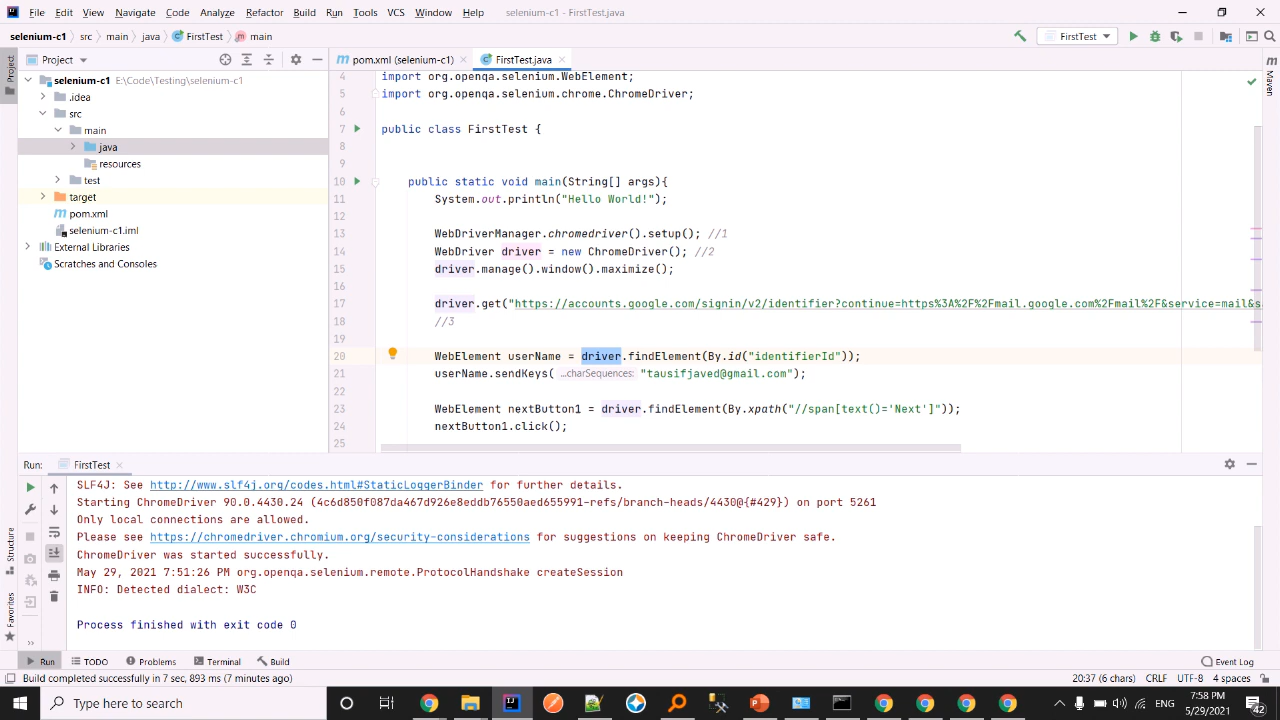 File Edit View Navigate Code Analyze Refactor Build Run Tools VCS Window Help selenium-c1 - FirstTest.java
selenium-c1 src main java FirstTest main FirstTest
Project pom.xml (selenium-c1) FirstTest.java
Project
Maven
selenium-c1 E:\Code\Testing\selenium-c1
.idea
src
main
java
resources
test
target
pom.xml
selenium-c1.iml
External Libraries
Scratches and Consoles
4 import org.openqa.selenium.WebElement;
5 import org.openqa.selenium.chrome.ChromeDriver;
6
7 public class FirstTest {
8
9
10 public static void main(String[] args){
11 System.out.println("Hello World!");
12
13 WebDriverManager.chromedriver().setup(); //1
14 WebDriver driver = new ChromeDriver(); //2
15 driver.manage().window().maximize();
16
17 driver.get("https://accounts.google.com/signin/v2/identifier?continue=https%3A%2F%2Fmail.google.com%2Fmail%2F&service=mail&s
18 //3
19
20 WebElement userName = driver.findElement(By.id("identifierId"));
21 userName.sendKeys( ...charSequences: "tausifjaved@gmail.com");
22
23 WebElement nextButton1 = driver.findElement(By.xpath("//span[text()='Next']"));
24 nextButton1.click();
25
Run: FirstTest
SLF4J: See http://www.slf4j.org/codes.html#StaticLoggerBinder for further details.
Starting ChromeDriver 90.0.4430.24 (4c6d850f087da467d926e8eddb76550aed655991-refs/branch-heads/4430@{#429}) on port 5261
Only local connections are allowed.
Please see https://chromedriver.chromium.org/security-considerations for suggestions on keeping ChromeDriver safe.
ChromeDriver was started successfully.
May 29, 2021 7:51:26 PM org.openqa.selenium.remote.ProtocolHandshake createSession
INFO: Detected dialect: W3C
Process finished with exit code 0
Structure
Favorites
Run TODO Problems Terminal Build Event Log
Build completed successfully in 7 sec, 893 ms (7 minutes ago) 20:37 (6 chars) CRLF UTF-8 4 spaces
Type here to search
7:58 PM
5/29/2021
42